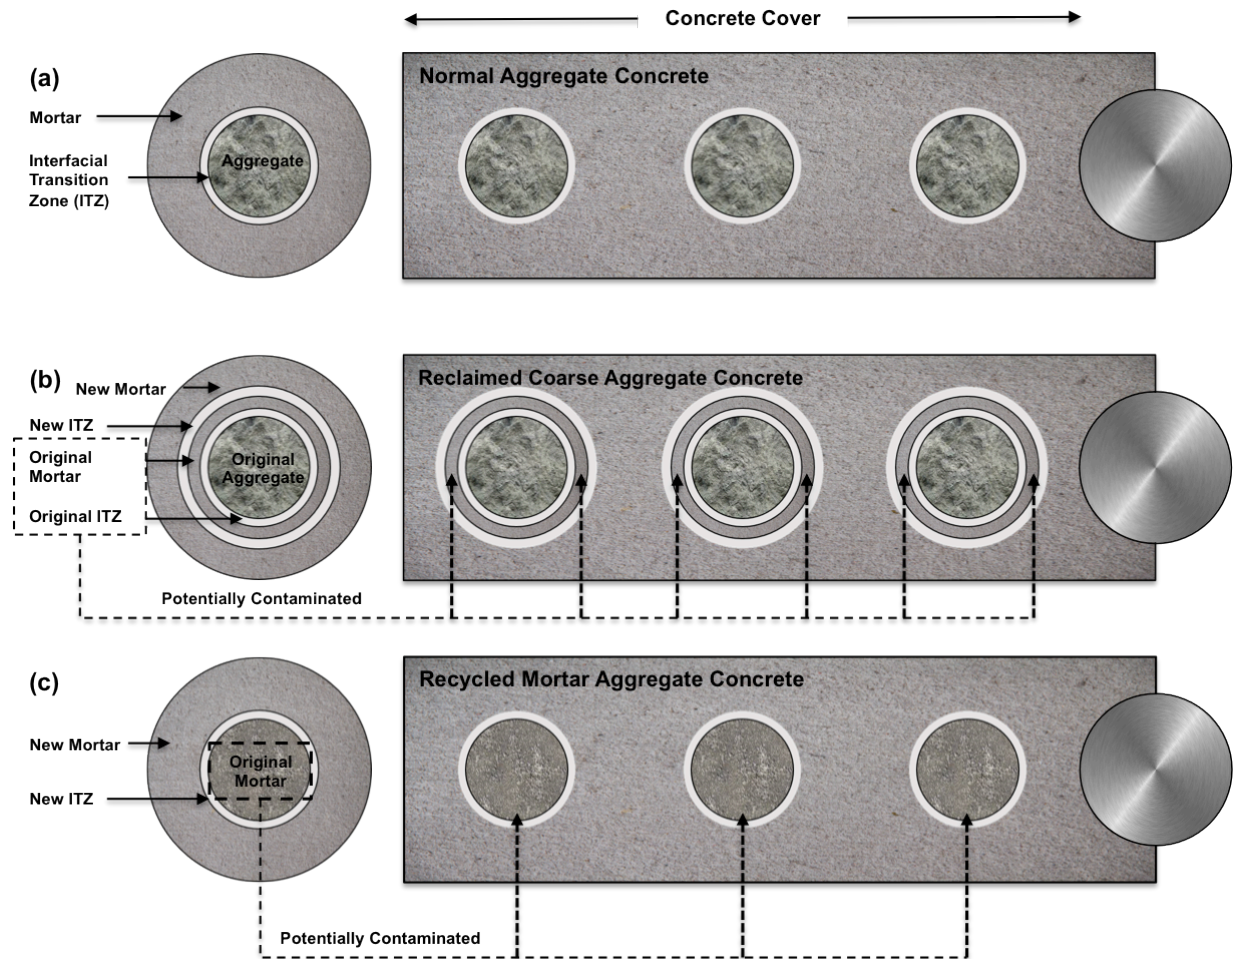 Concrete Cover
(a)
Normal Aggregate Concrete
Mortar
Interfacial
Transition
Zone (ITZ)
Aggregate
(b)
Reclaimed Coarse Aggregate Concrete
New Mortar
New ITZ
Original
Mortar
Original ITZ
Original
Aggregate
Potentially Contaminated
(c)
Recycled Mortar Aggregate Concrete
New Mortar
New ITZ
Original
Mortar
Potentially Contaminated